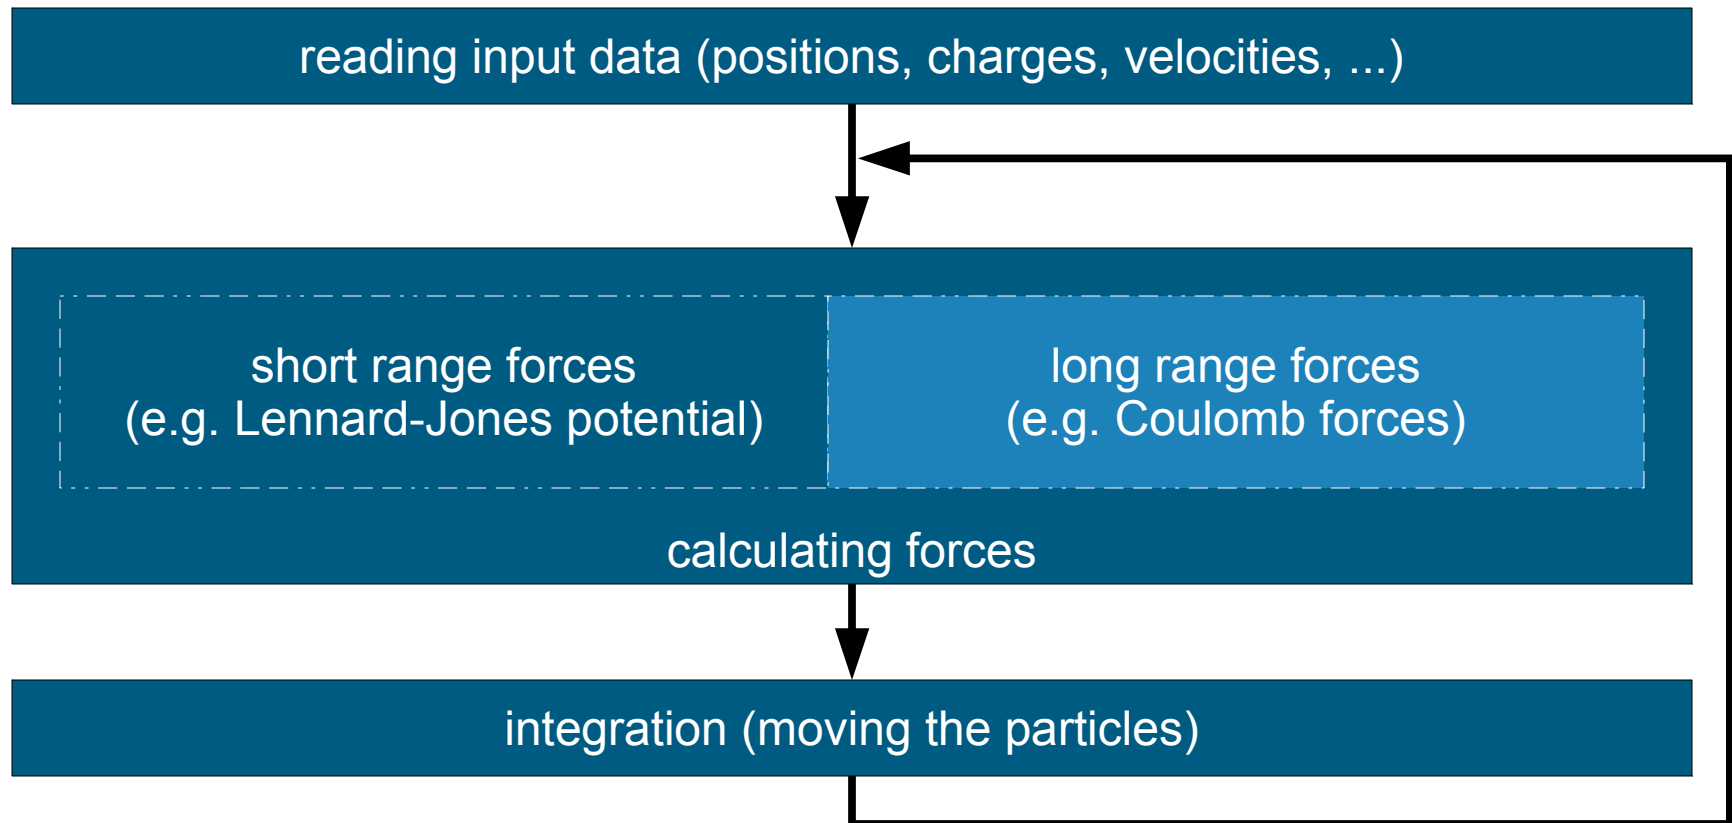 reading input data (positions, charges, velocities, ...)
short range forces
(e.g. Lennard-Jones potential)
long range forces
(e.g. Coulomb forces)
calculating forces
integration (moving the particles)